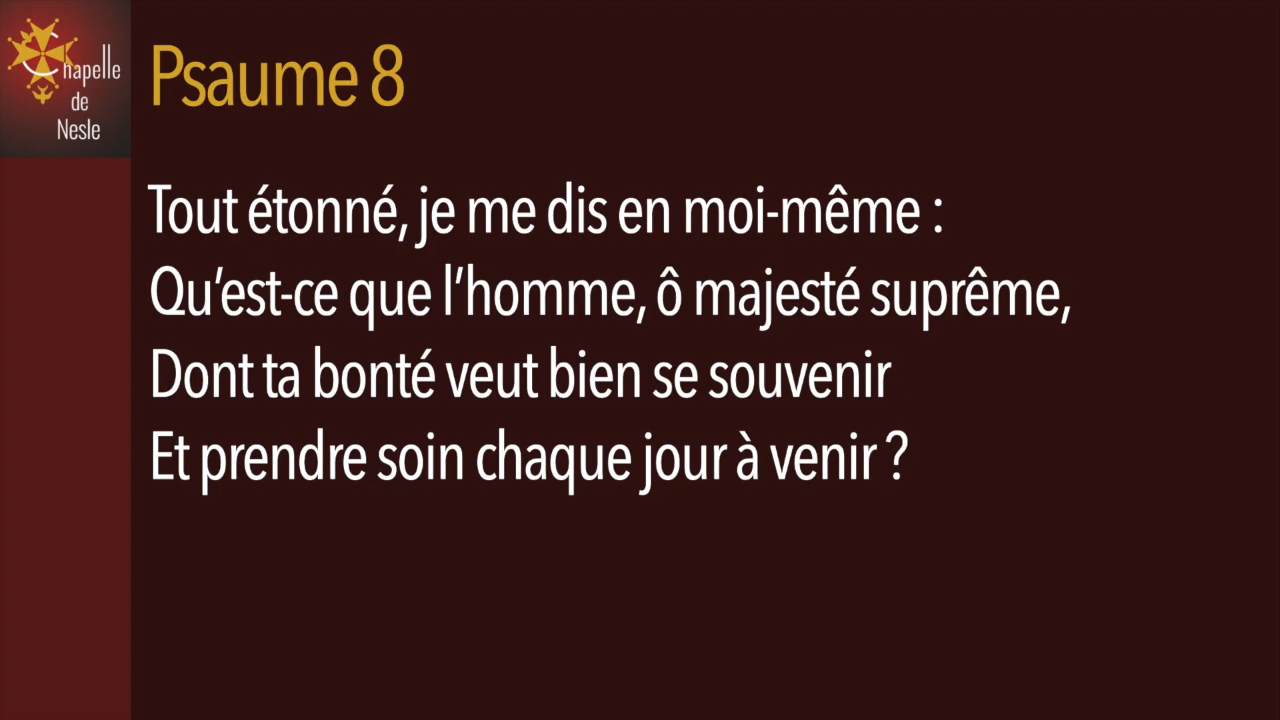 Chapelle
de
Nesle
Psaume 8
Tout étonné, je me dis en moi-même :
Qu’est-ce que l’homme, ô majesté suprême,
Dont ta bonté veut bien se souvenir
Et prendre soin chaque jour à venir ?